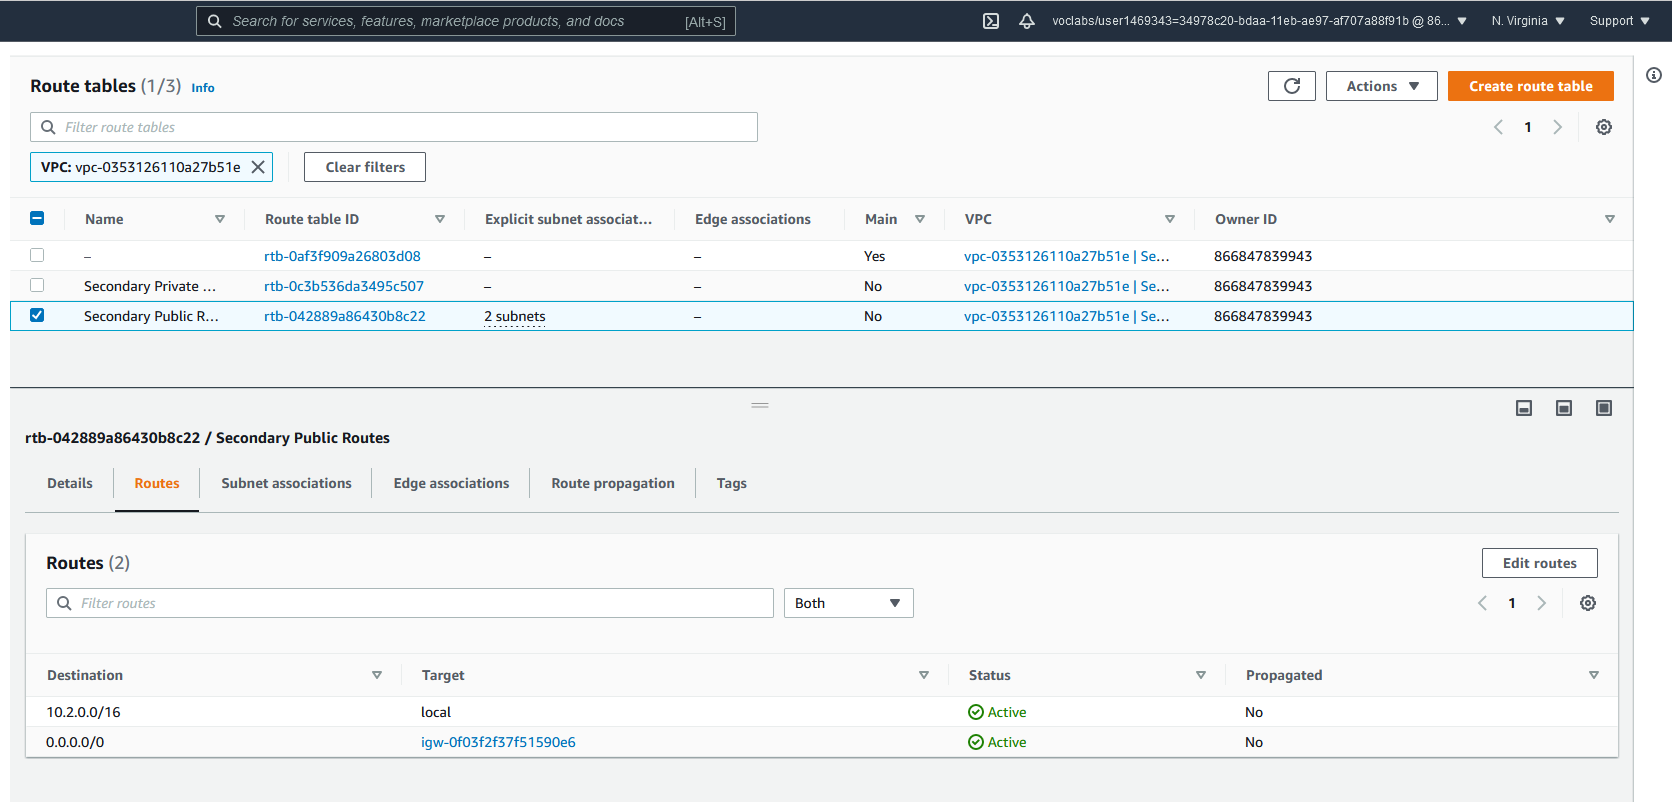 Search for services, features, marketplace products, and docs [Alt+S] voclabs/user1469343=34978c20-bdaa-11eb-ae97-af707a88f91b @ 86... N. Virginia Support
Route tables (1/3) Info Actions Create route table
Filter route tables 1
VPC: vpc-0353126110a27b51e Clear filters
Name Route table ID Explicit subnet associat... Edge associations Main VPC Owner ID
– rtb-0af3f909a26803d08 – – Yes vpc-0353126110a27b51e | Se... 866847839943
Secondary Private ... rtb-0c3b536da3495c507 – – No vpc-0353126110a27b51e | Se... 866847839943
Secondary Public R... rtb-042889a86430b8c22 2 subnets – No vpc-0353126110a27b51e | Se... 866847839943
rtb-042889a86430b8c22 / Secondary Public Routes
Details Routes Subnet associations Edge associations Route propagation Tags
Routes (2) Edit routes
Filter routes Both 1
Destination Target Status Propagated
10.2.0.0/16 local Active No
0.0.0.0/0 igw-0f03f2f37f51590e6 Active No